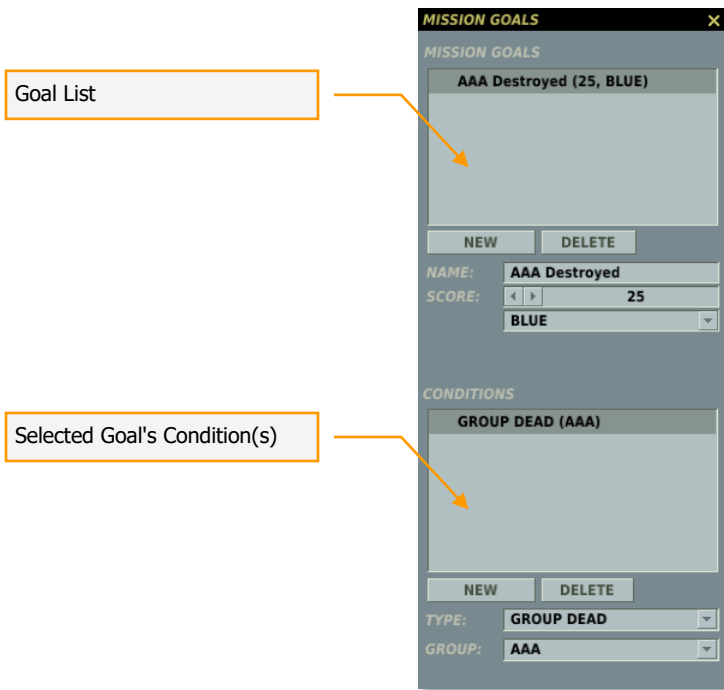 MISSION GOALS
MISSION GOALS
AAA Destroyed (25, BLUE)
Goal List
NEW DELETE
NAME: AAA Destroyed
SCORE: 25
BLUE
CONDITIONS
GROUP DEAD (AAA)
Selected Goal's Condition(s)
NEW DELETE
TYPE: GROUP DEAD
GROUP: AAA